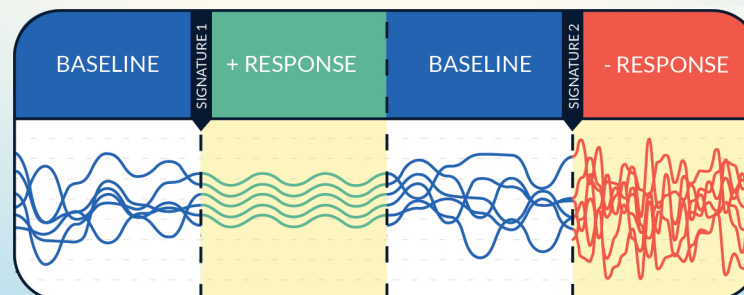 BASELINE
SIGNATURE 1
+ RESPONSE
BASELINE
SIGNATURE 2
- RESPONSE